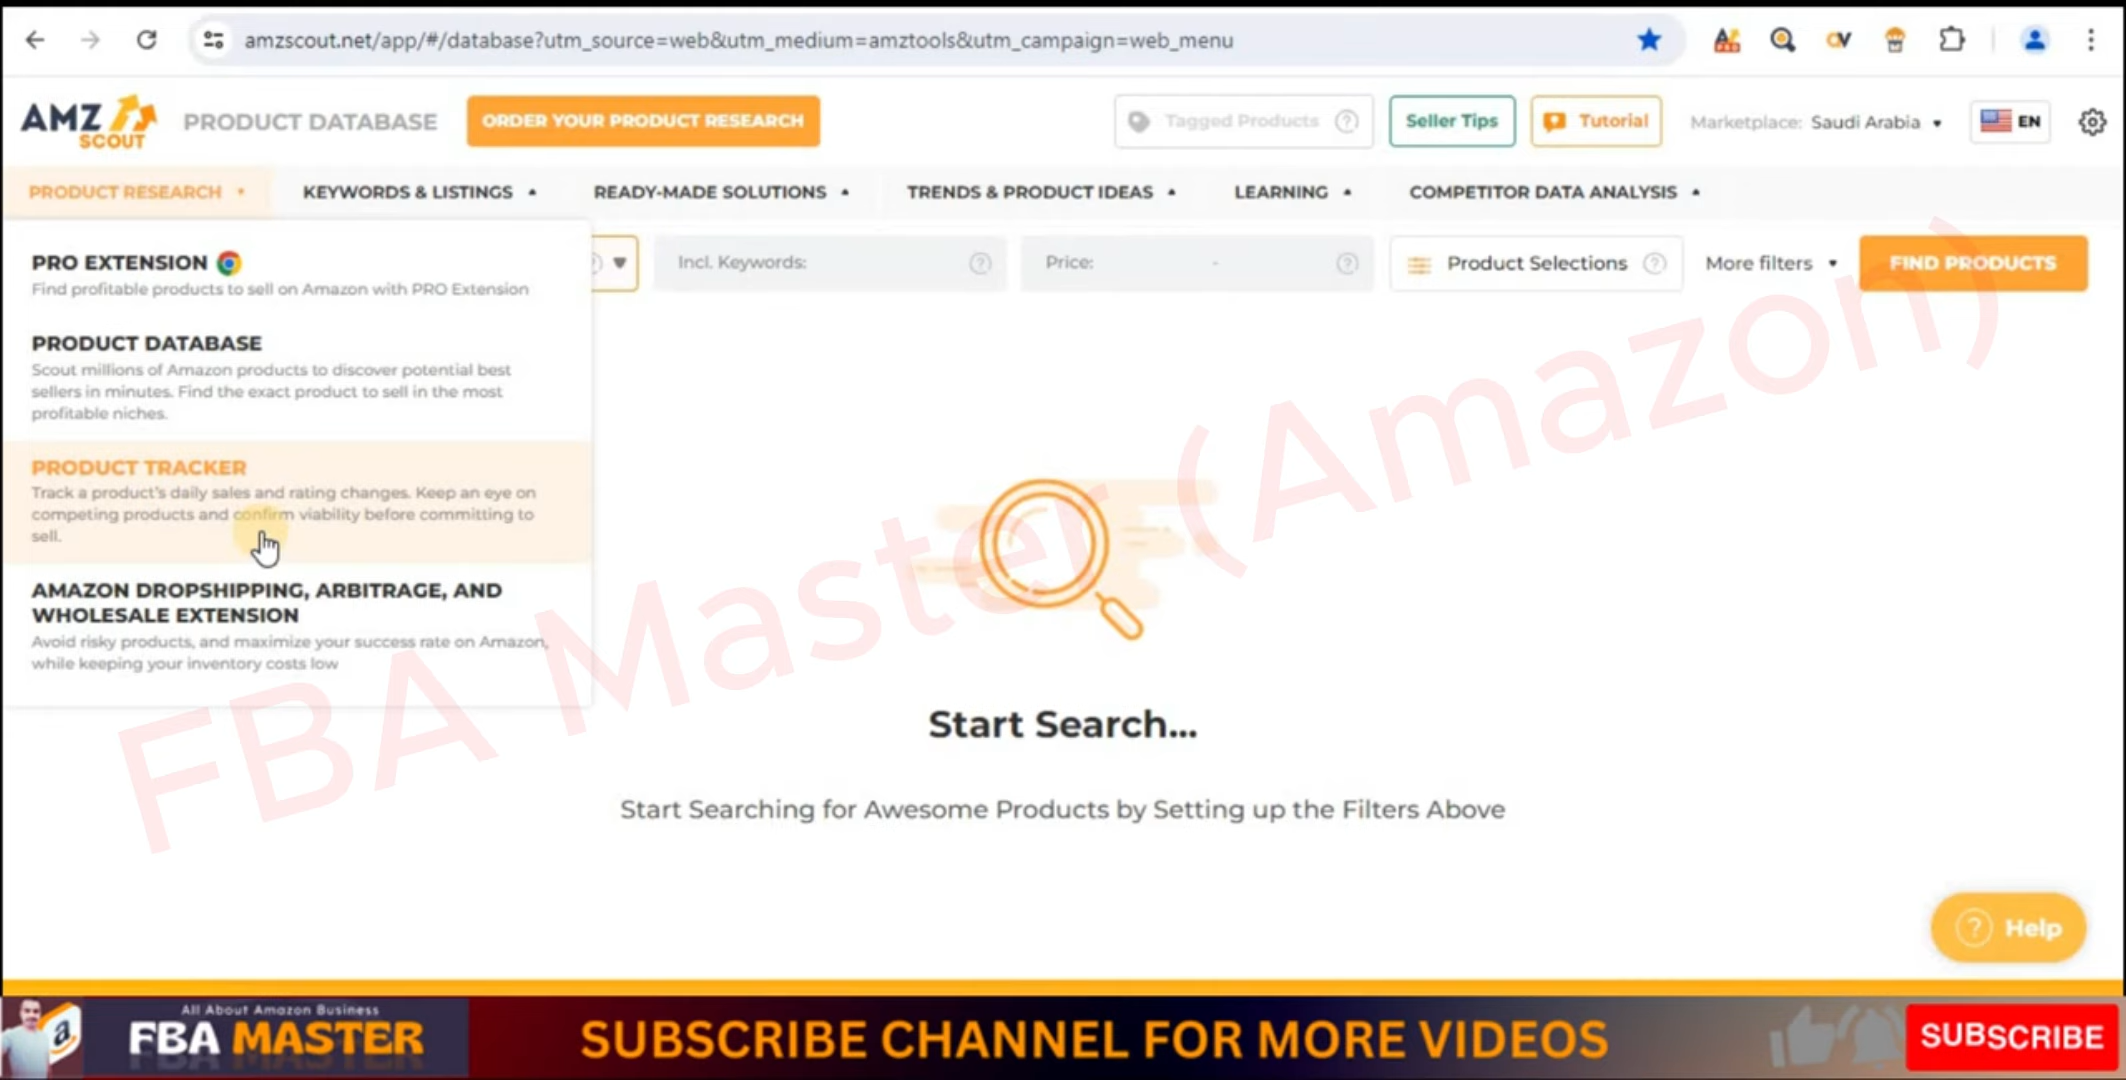 amzscout.net/app/#/database?utm_source=web&utm_medium=amztools&utm_campaign=web_menu
AMZ SCOUT
PRODUCT DATABASE
ORDER YOUR PRODUCT RESEARCH
Tagged Products ?
Seller Tips
Tutorial
Marketplace: Saudi Arabia
EN
PRODUCT RESEARCH
KEYWORDS & LISTINGS
READY-MADE SOLUTIONS
TRENDS & PRODUCT IDEAS
LEARNING
COMPETITOR DATA ANALYSIS
Incl. Keywords: ?
Price: - ?
Product Selections ?
More filters
FIND PRODUCTS
PRO EXTENSION
Find profitable products to sell on Amazon with PRO Extension
PRODUCT DATABASE
Scout millions of Amazon products to discover potential best
sellers in minutes. Find the exact product to sell in the most
profitable niches.
PRODUCT TRACKER
Track a product's daily sales and rating changes. Keep an eye on
competing products and confirm viability before committing to
sell.
AMAZON DROPSHIPPING, ARBITRAGE, AND
WHOLESALE EXTENSION
Avoid risky products, and maximize your success rate on Amazon,
while keeping your inventory costs low
FBA Master (Amazon)
Start Search...
Start Searching for Awesome Products by Setting up the Filters Above
? Help
All About Amazon Business
FBA MASTER
SUBSCRIBE CHANNEL FOR MORE VIDEOS
SUBSCRIBE